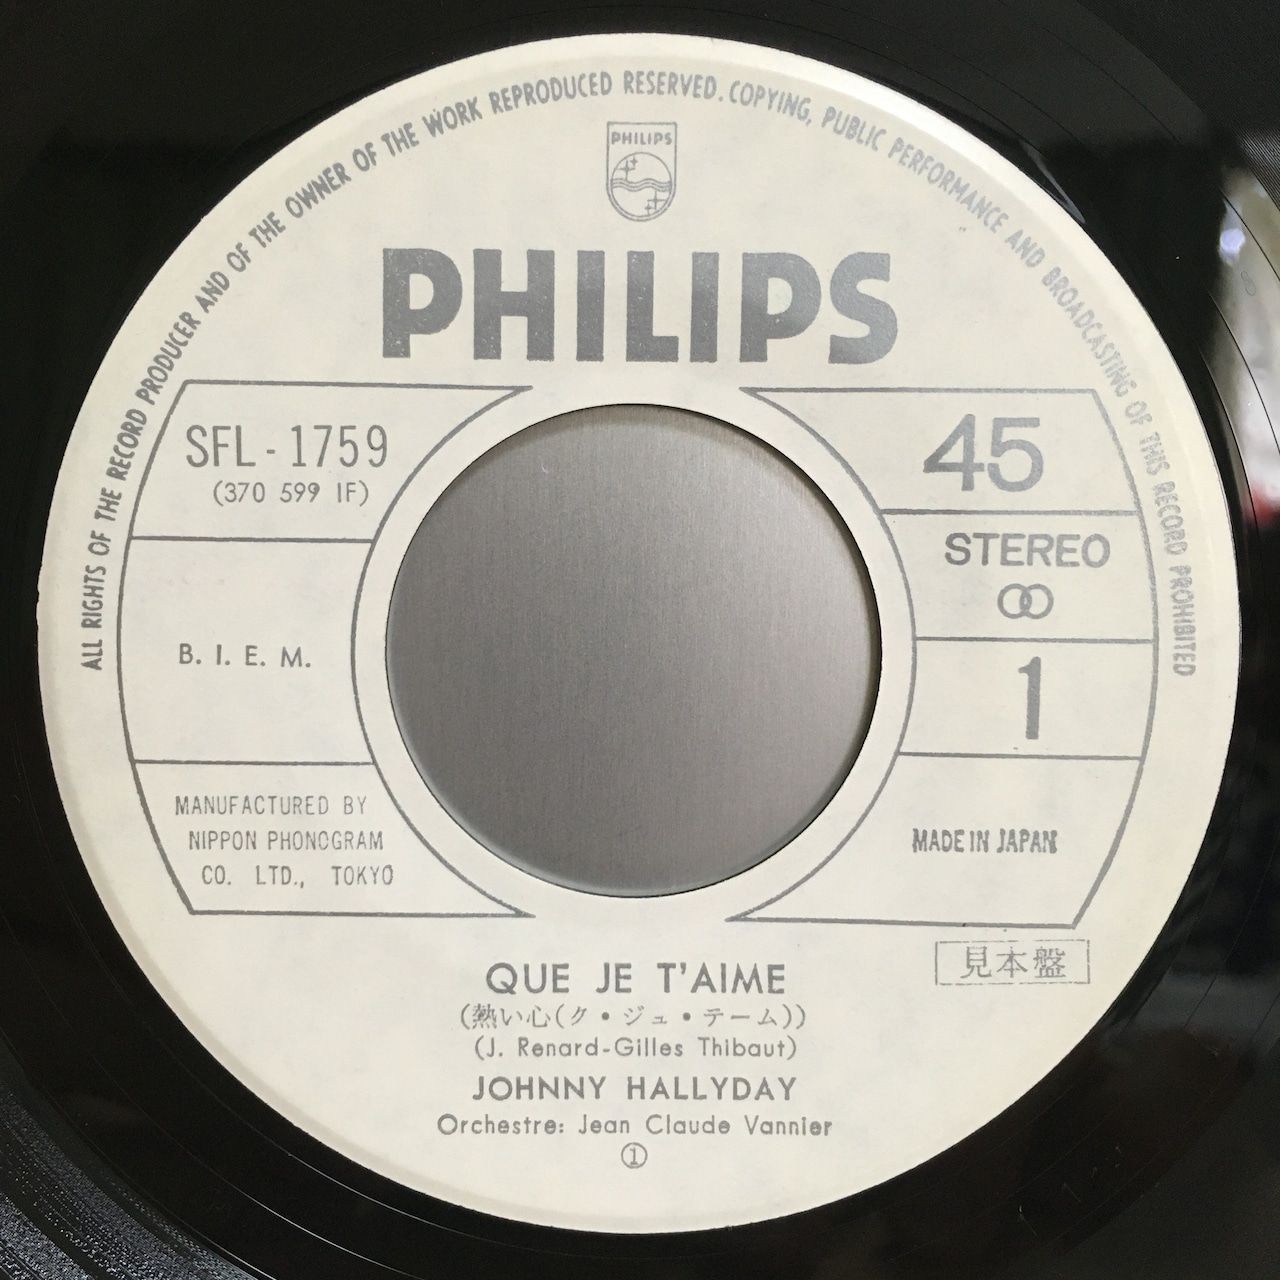 ALL RIGHTS OF THE RECORD PRODUCER AND OF THE OWNER OF THE WORK REPRODUCED RESERVED. COPYING, PUBLIC PERFORMANCE AND BROADCASTING OF THIS RECORD PROHIBITED
PHILIPS
PHILIPS
SFL-1759
(370 599 IF)
45
STEREO
B. I. E. M.
1
MANUFACTURED BY
NIPPON PHONOGRAM
CO. LTD., TOKYO
MADE IN JAPAN
見本盤
QUE JE T'AIME
(熱い心(ク・ジュ・テーム))
(J. Renard-Gilles Thibaut)
JOHNNY HALLYDAY
Orchestre: Jean Claude Vannier
①